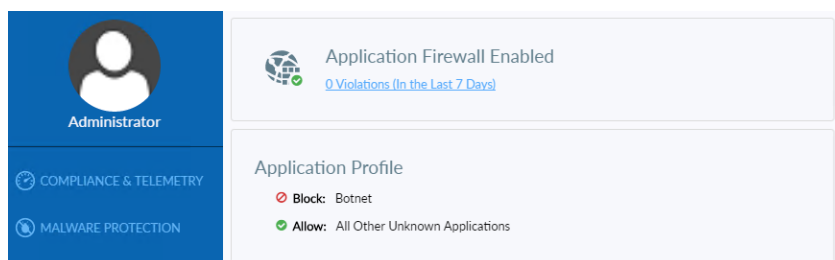 Administrator
COMPLIANCE & TELEMETRY
MALWARE PROTECTION
Application Firewall Enabled
0 Violations (In the Last 7 Days)
Application Profile
Block: Botnet
Allow: All Other Unknown Applications